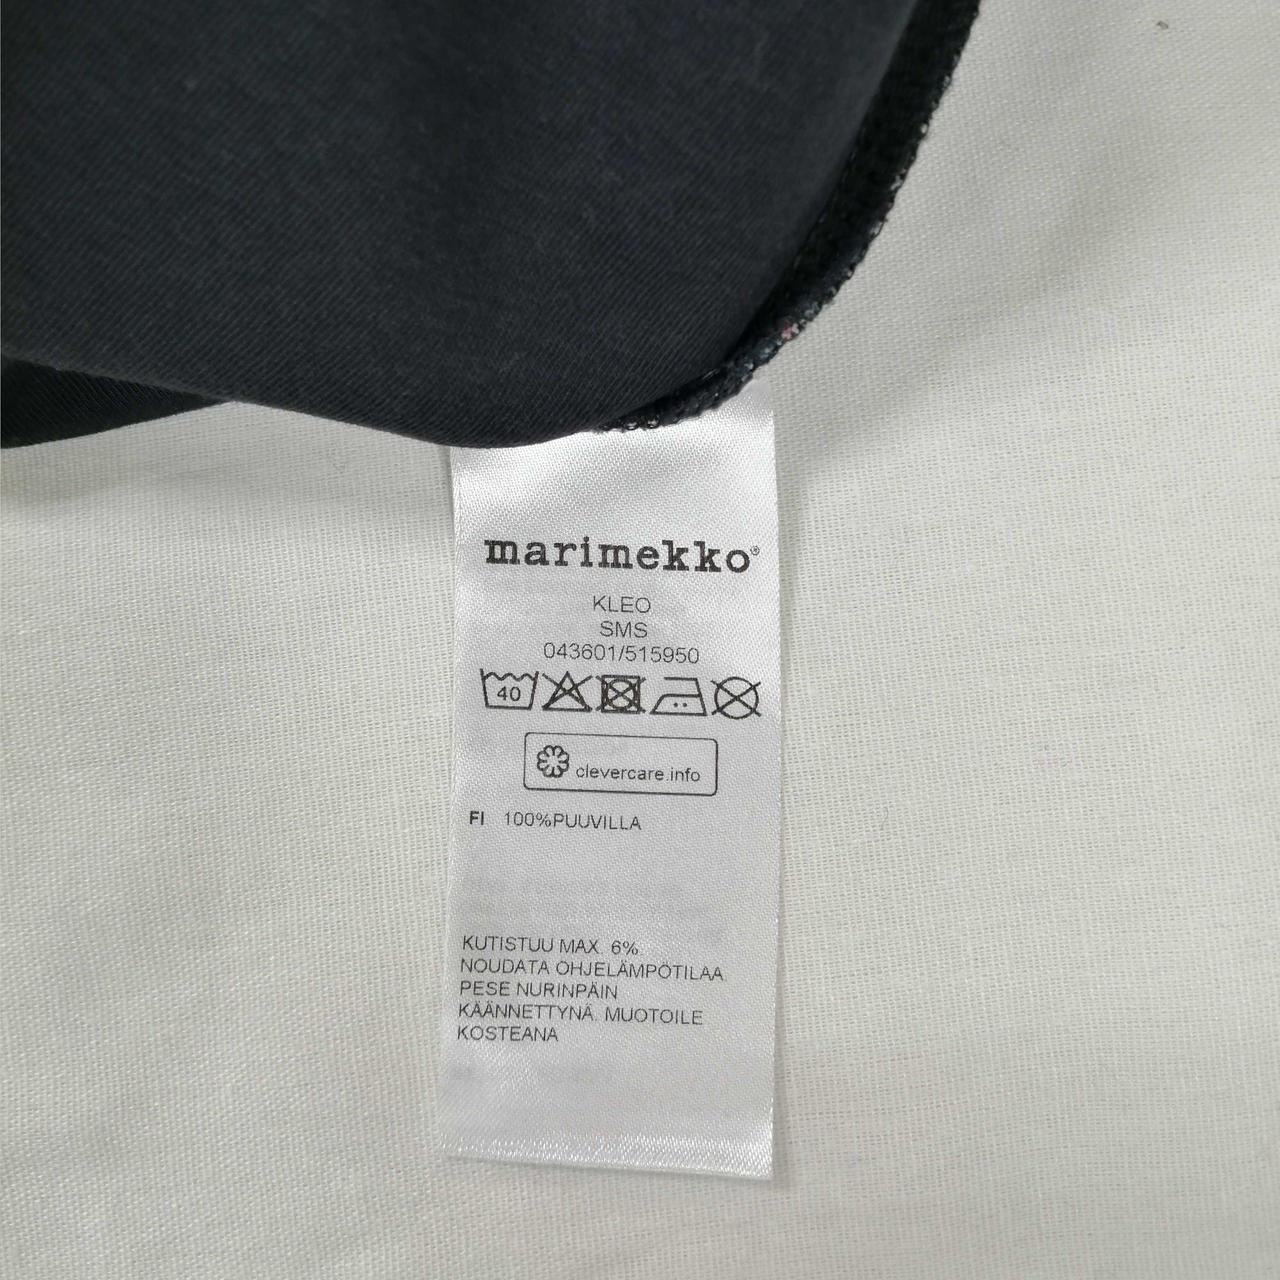 marimekko®
KLEO
SMS
043601/515950
40
clevercare.info
FI 100%PUUVILLA
KUTISTUU MAX. 6%.
NOUDATA OHJELÄMPÖTILAA.
PESE NURINPÄIN
KÄÄNNETTYNÄ. MUOTOILE
KOSTEANA